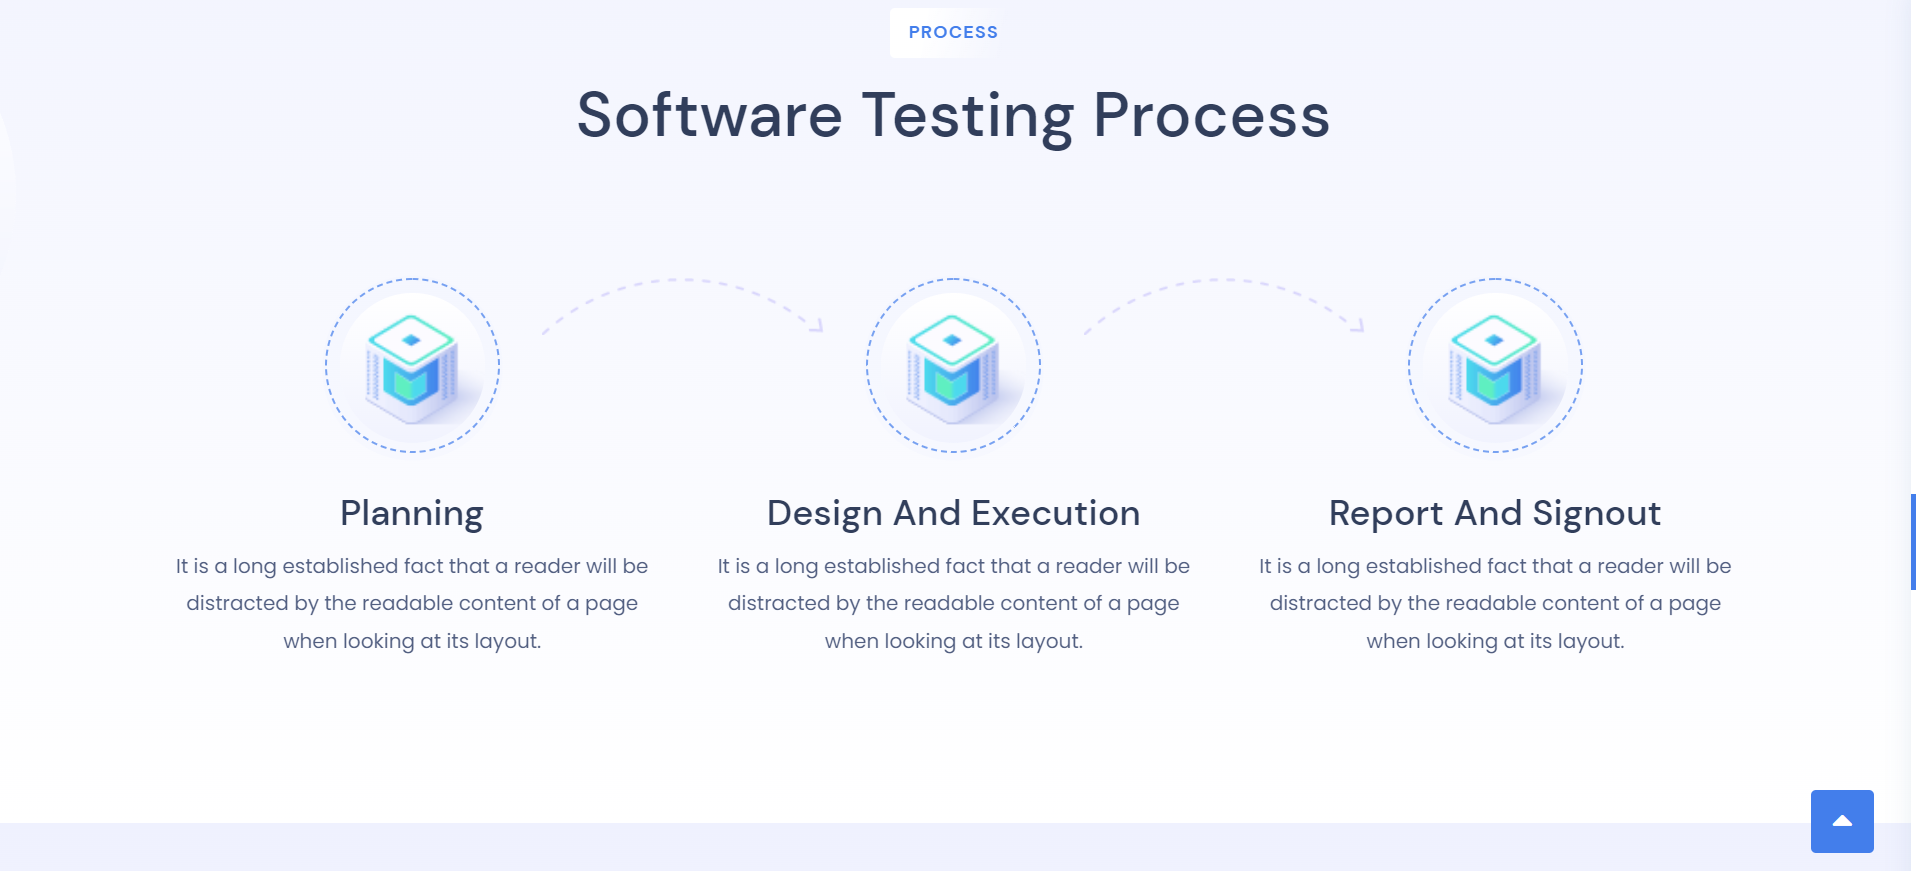 PROCESS
Software Testing Process
Planning
It is a long established fact that a reader will be
distracted by the readable content of a page
when looking at its layout.
Design And Execution
It is a long established fact that a reader will be
distracted by the readable content of a page
when looking at its layout.
Report And Signout
It is a long established fact that a reader will be
distracted by the readable content of a page
when looking at its layout.